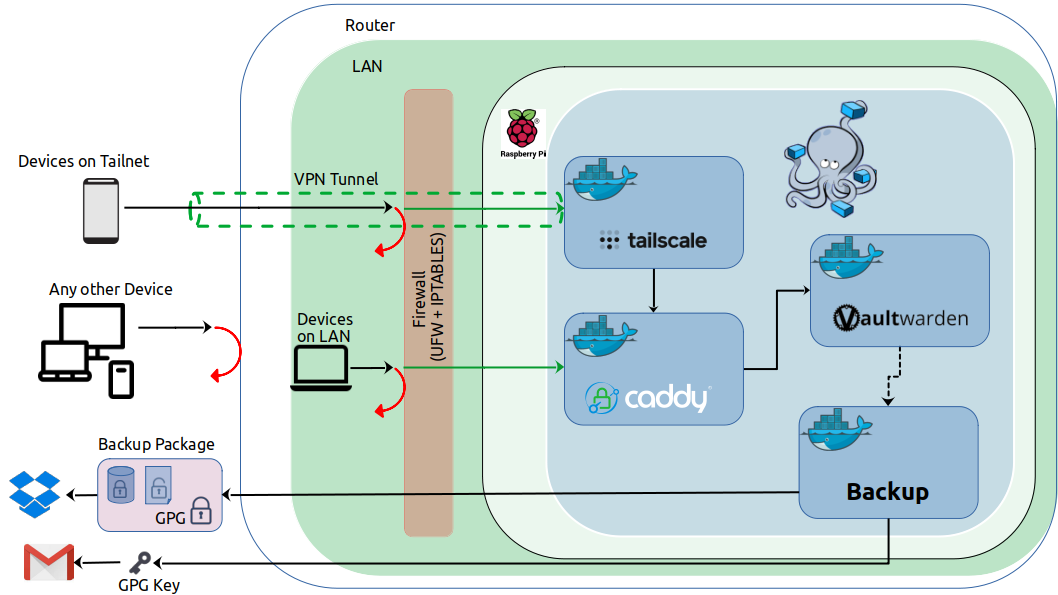 Router
LAN
Raspberry Pi
Devices on Tailnet
VPN Tunnel
tailscale
Firewall
(UFW + IPTABLES)
Any other Device
Devices
on LAN
Vaultwarden
caddy
Backup Package
GPG
Backup
GPG Key